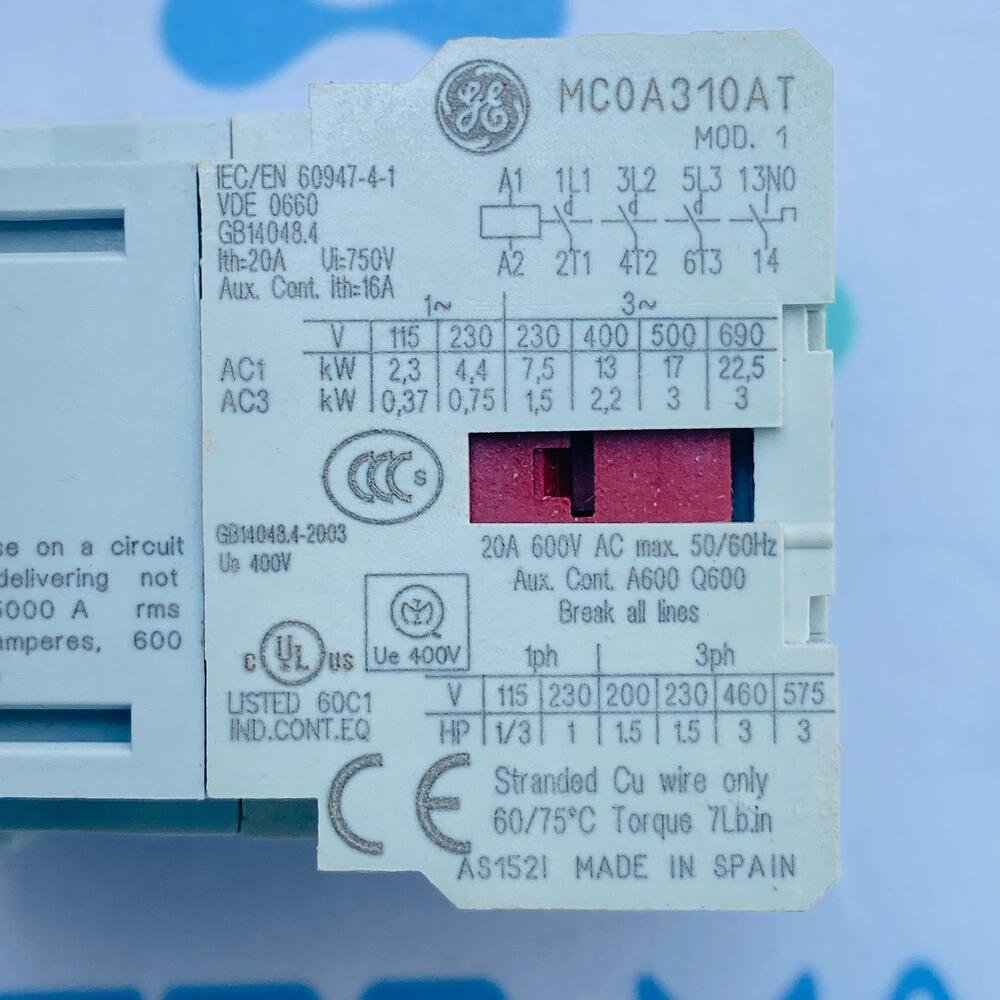 GE
MC0A310AT
MOD. 1
IEC/EN 60947-4-1
VDE 0660
GB14048.4
Ith=20A Ui=750V
Aux. Cont. ith=16A
A1 1L1 3L2 5L3 13NO
A2 2T1 4T2 6T3 14
1~ 3~
V 115 230 230 400 500 690
AC1 kW 2,3 4,4 7,5 13 17 22,5
AC3 kW 0,37 0,75 1,5 2,2 3 3
CCC S
GB14048.4-2003
Ue 400V
20A 600V AC max. 50/60Hz
Aux. Cont. A600 Q600
Break all lines
se on a circuit
delivering not
5000 A rms
amperes, 600
Ue 400V
c UL us
LISTED 60C1
IND.CONT.EQ
1ph 3ph
V 115 230 200 230 460 575
HP 1/3 1 1.5 1.5 3 3
CE
Stranded Cu wire only
60/75°C Torque 7Lb.in
AS152I MADE IN SPAIN